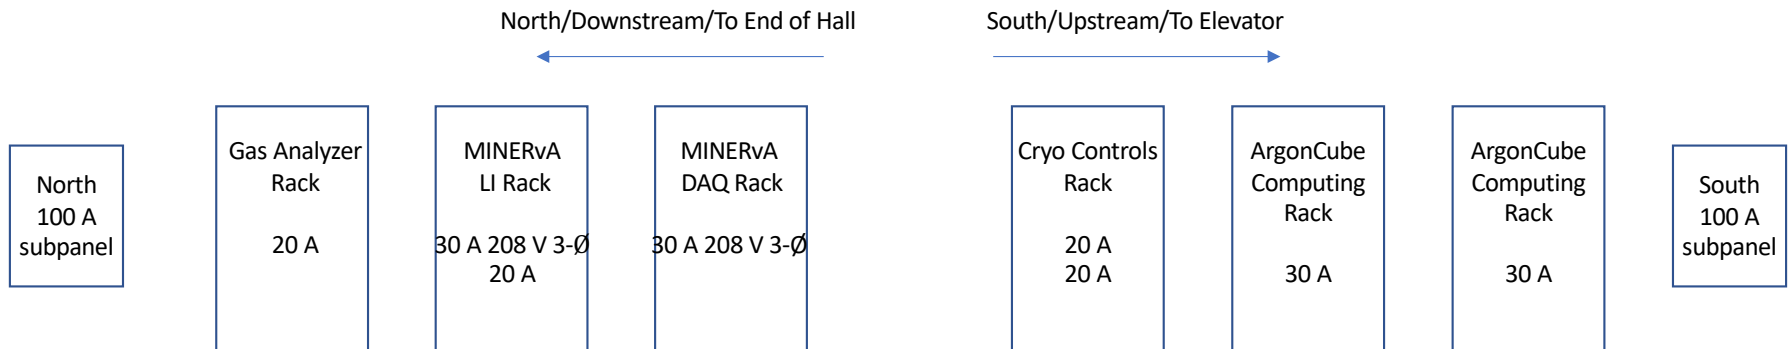 North/Downstream/To End of Hall
South/Upstream/To Elevator
North
100 A
subpanel
Gas Analyzer
Rack
20 A
MINERvA
LI Rack
30 A 208 V 3-Ø
20 A
MINERvA
DAQ Rack
30 A 208 V 3-Ø
Cryo Controls
Rack
20 A
20 A
ArgonCube
Computing
Rack
30 A
ArgonCube
Computing
Rack
30 A
South
100 A
subpanel